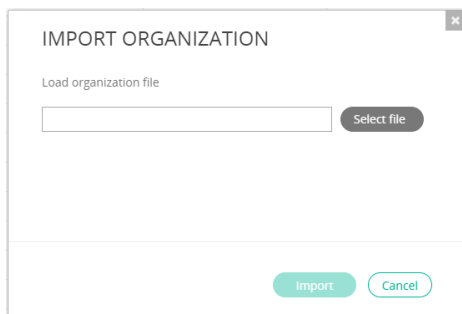 IMPORT ORGANIZATION
Load organization file
Select file
Import Cancel